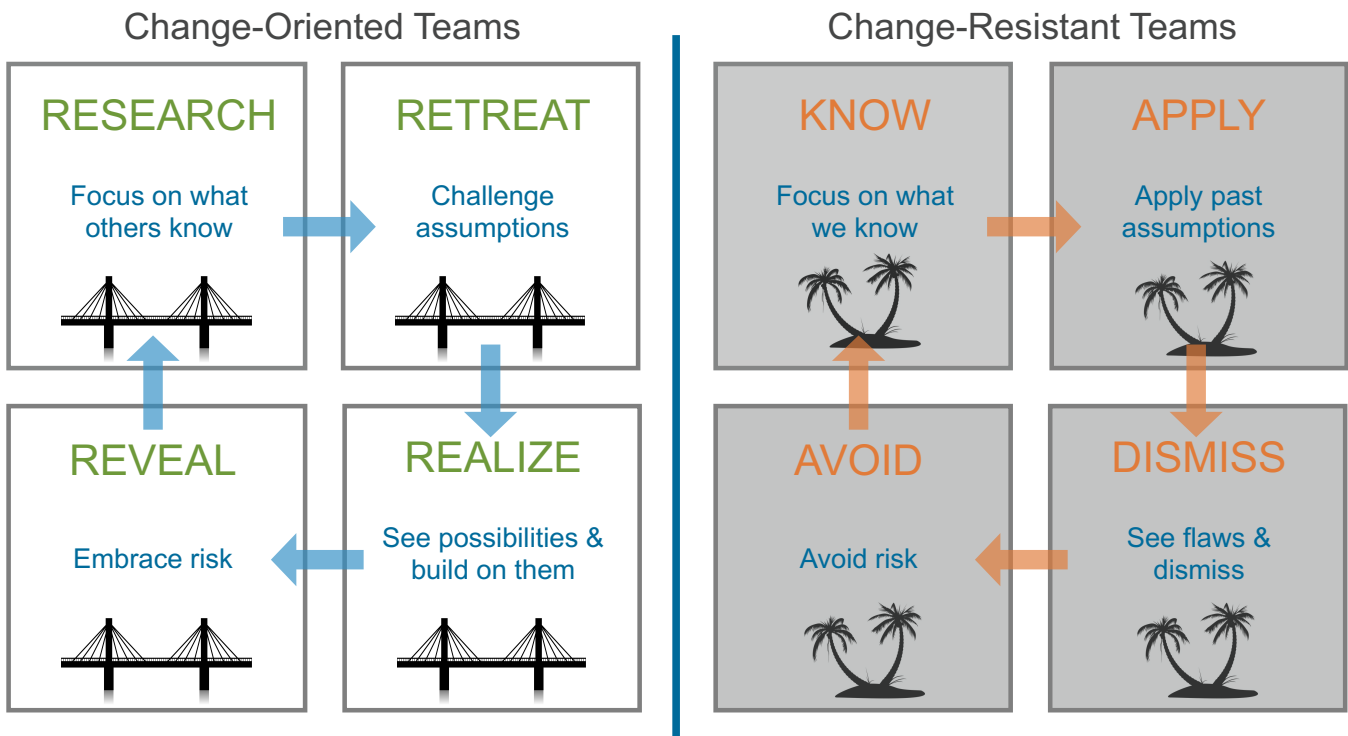 Change-Oriented Teams
RESEARCH
Focus on what
others know
RETREAT
Challenge
assumptions
REVEAL
Embrace risk
REALIZE
See possibilities &
build on them
Change-Resistant Teams
KNOW
Focus on what
we know
APPLY
Apply past
assumptions
AVOID
Avoid risk
DISMISS
See flaws &
dismiss